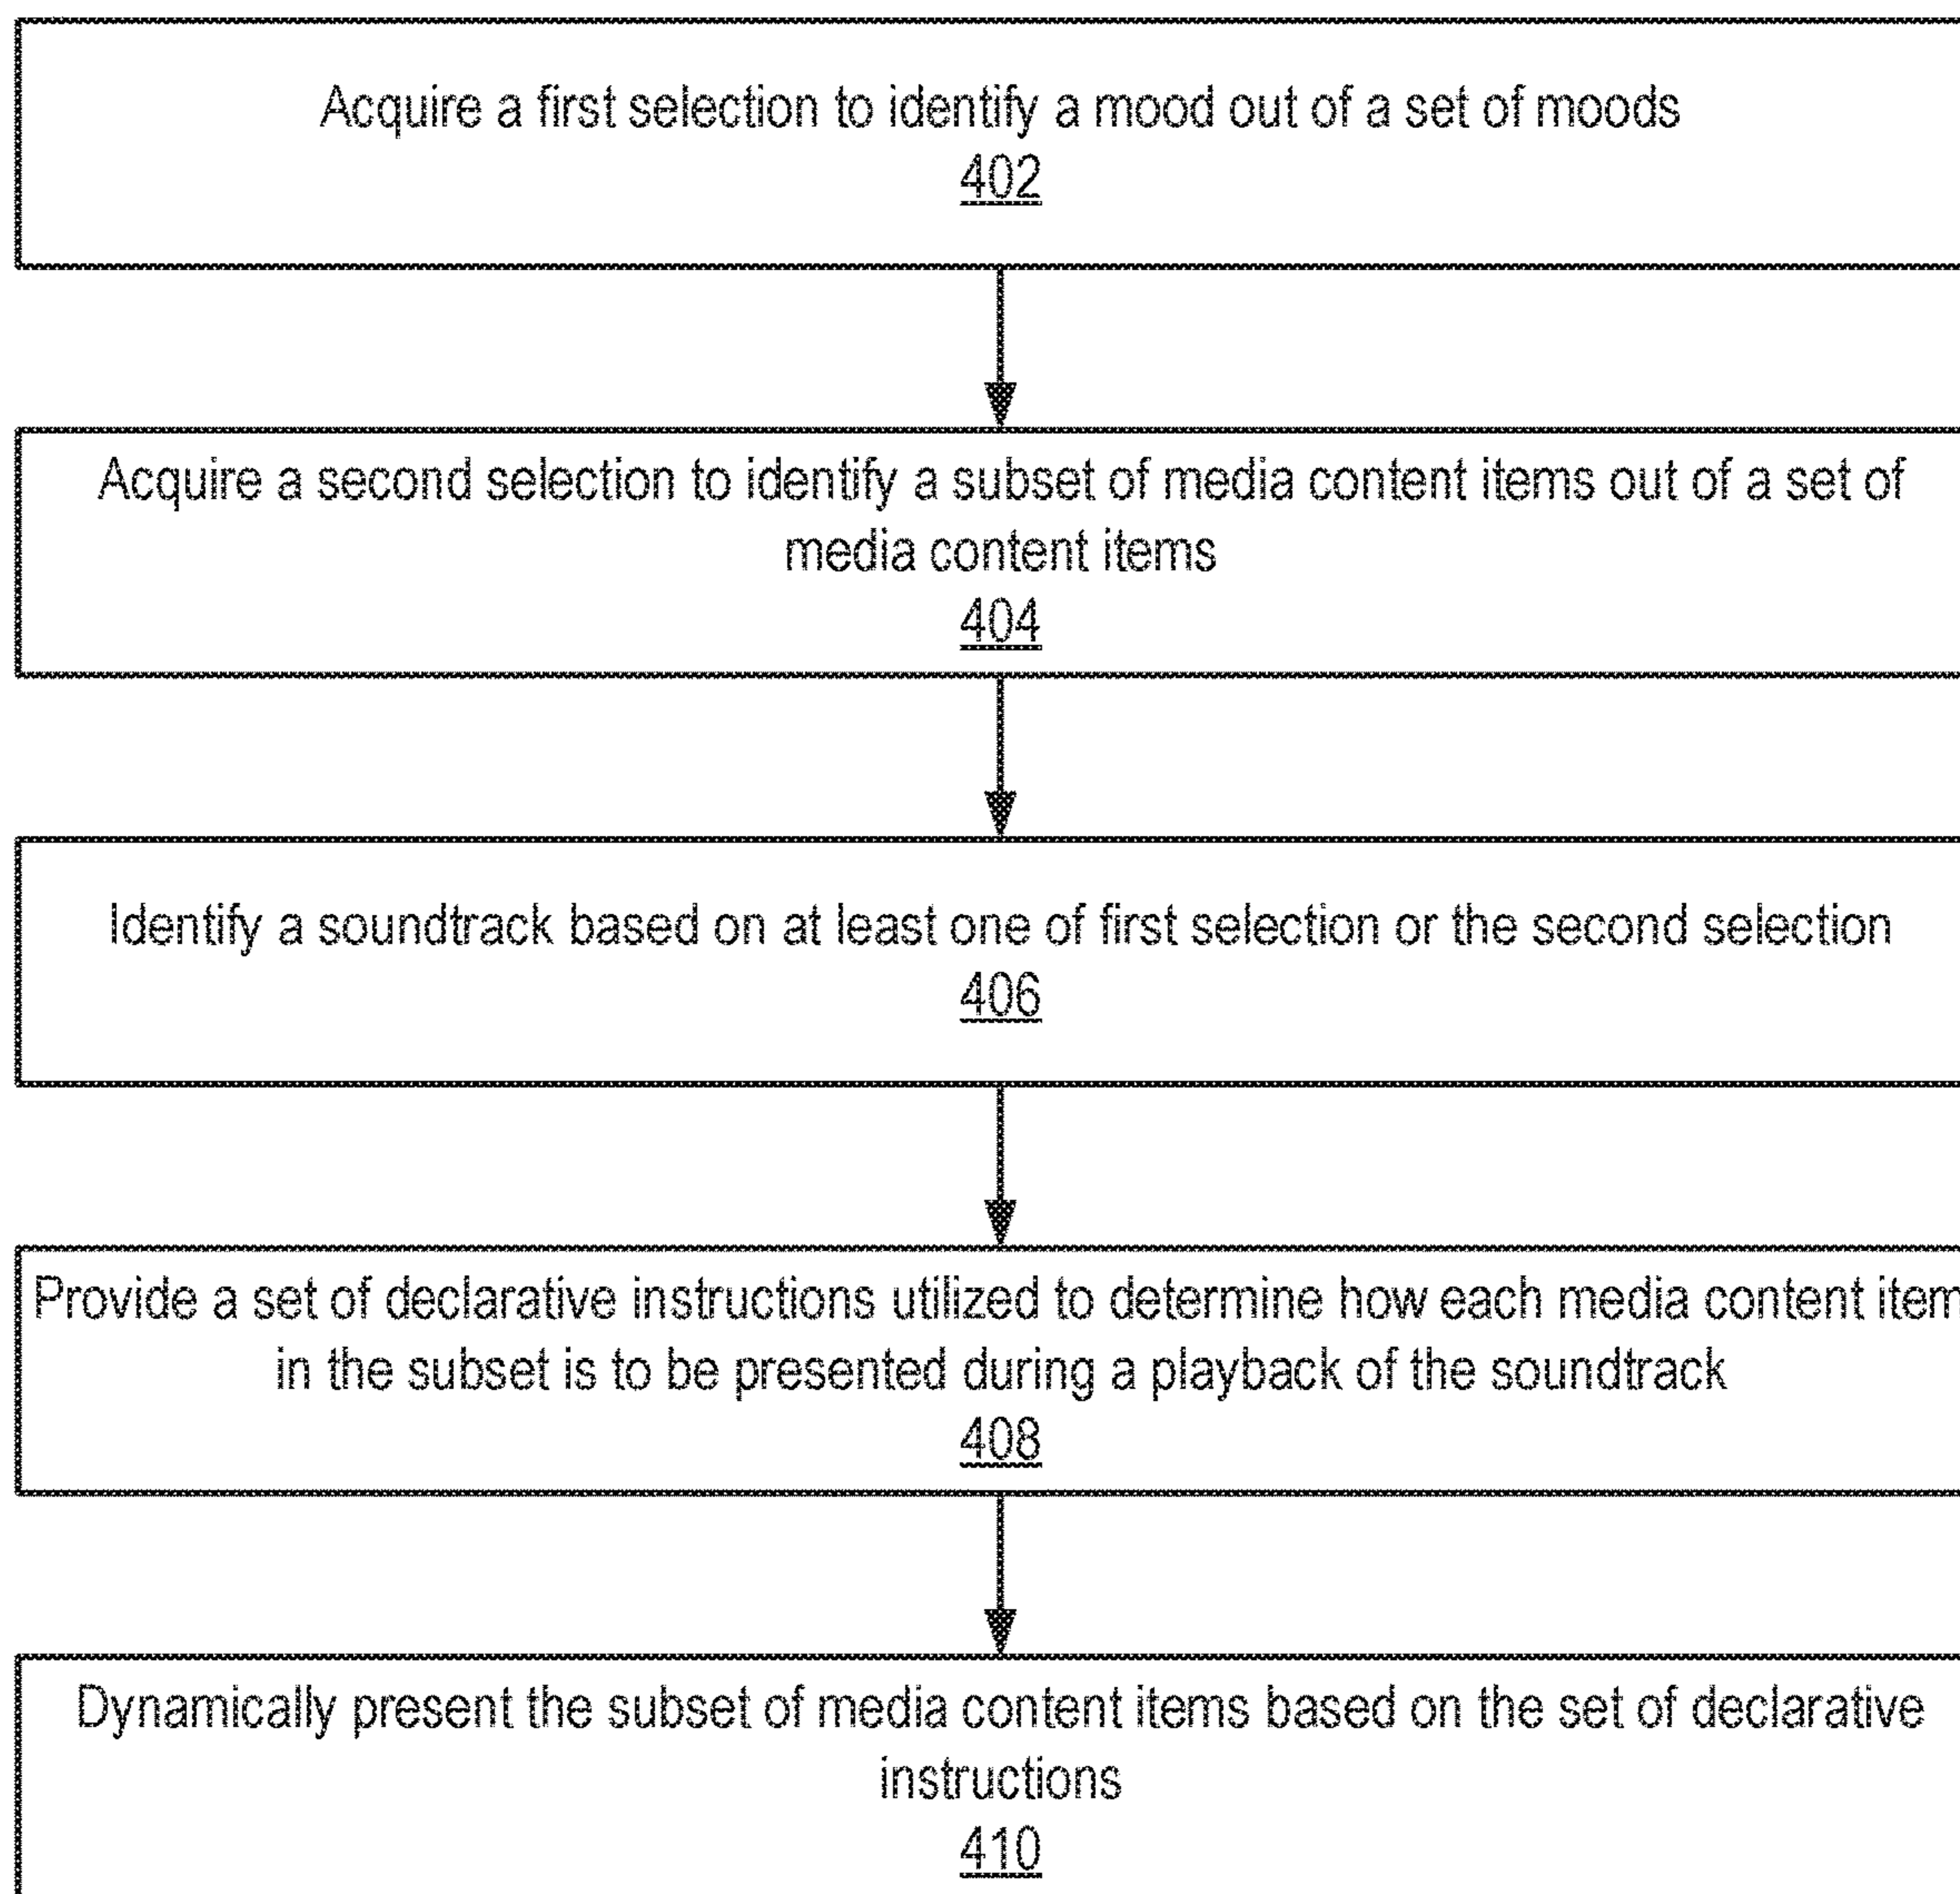 Acquire a first selection to identify a mood out of a set of moods
402
Acquire a second selection to identify a subset of media content items out of a set of
media content items
404
Identify a soundtrack based on at least one of first selection or the second selection
406
Provide a set of declarative instructions utilized to determine how each media content item
in the subset is to be presented during a playback of the soundtrack
408
Dynamically present the subset of media content items based on the set of declarative
instructions
410